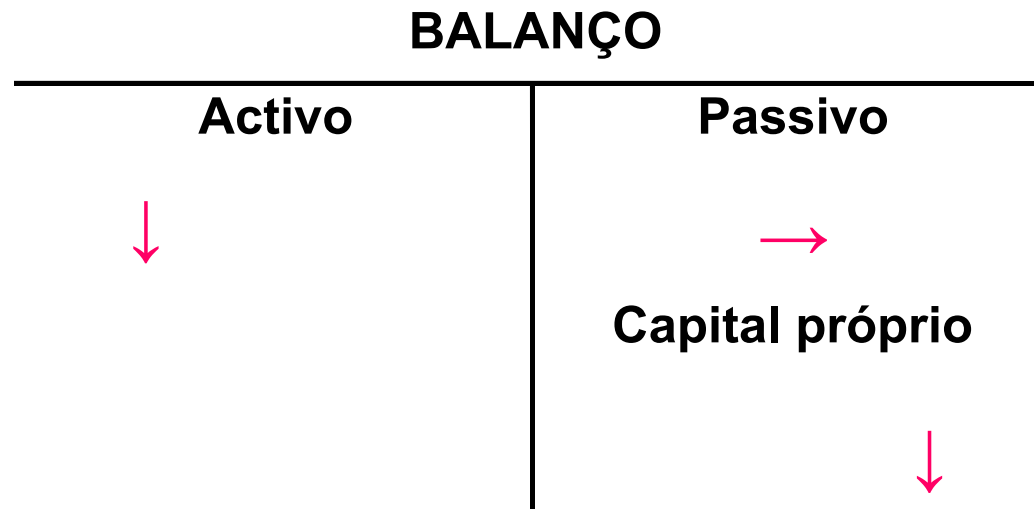 BALANÇO
Activo Passivo
↓ →
Capital próprio
↓